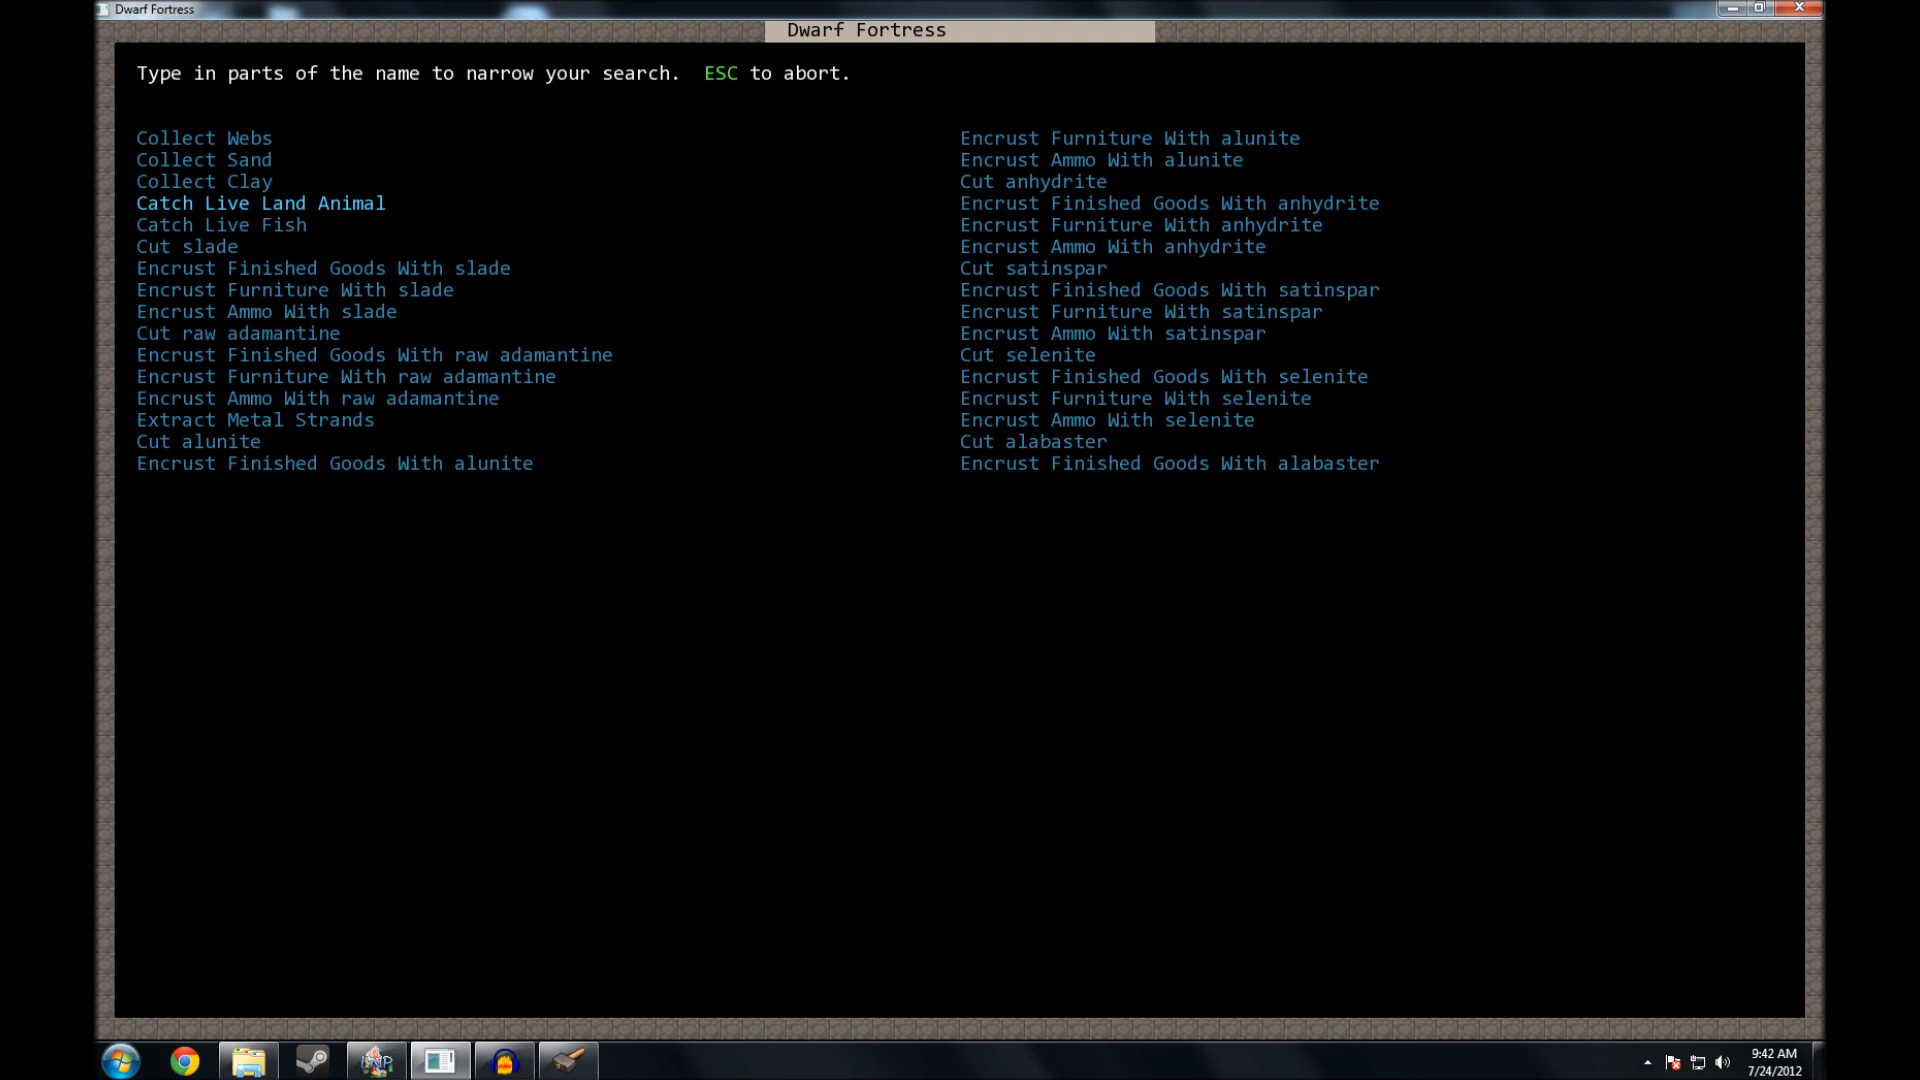 Dwarf Fortress
Dwarf Fortress
Type in parts of the name to narrow your search.  ESC to abort.
Collect Webs
Collect Sand
Collect Clay
Catch Live Land Animal
Catch Live Fish
Cut slade
Encrust Finished Goods With slade
Encrust Furniture With slade
Encrust Ammo With slade
Cut raw adamantine
Encrust Finished Goods With raw adamantine
Encrust Furniture With raw adamantine
Encrust Ammo With raw adamantine
Extract Metal Strands
Cut alunite
Encrust Finished Goods With alunite
Encrust Furniture With alunite
Encrust Ammo With alunite
Cut anhydrite
Encrust Finished Goods With anhydrite
Encrust Furniture With anhydrite
Encrust Ammo With anhydrite
Cut satinspar
Encrust Finished Goods With satinspar
Encrust Furniture With satinspar
Encrust Ammo With satinspar
Cut selenite
Encrust Finished Goods With selenite
Encrust Furniture With selenite
Encrust Ammo With selenite
Cut alabaster
Encrust Finished Goods With alabaster
9:42 AM
7/24/2012